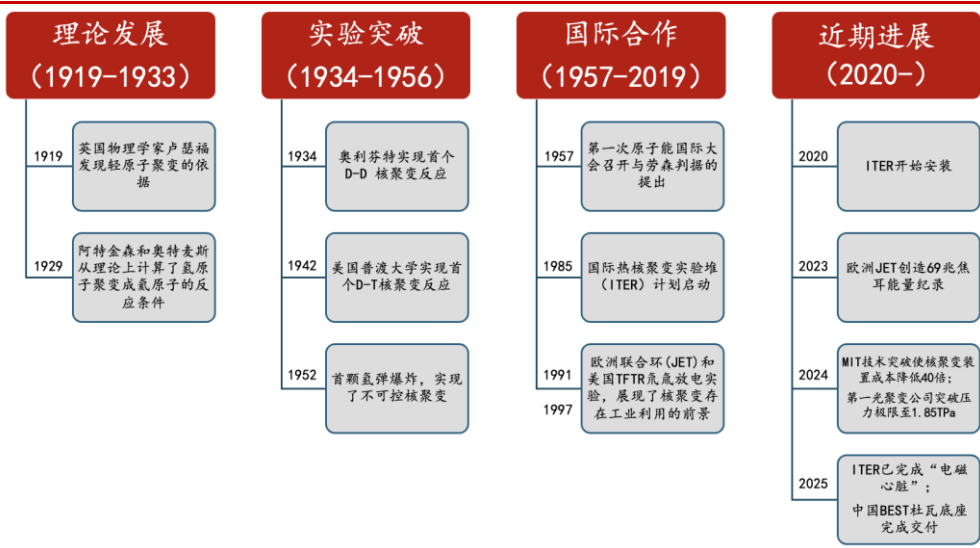 理论发展
（1919-1933）
1919
英国物理学家卢瑟福
发现轻原子聚变的依
据
1929
阿特金森和奥特麦斯
从理论上计算了氢原
子聚变成氦原子的反
应条件
实验突破
（1934-1956）
1934
奥利芬特实现首个
D-D 核聚变反应
1942
美国普渡大学实现首
个D-T核聚变反应
1952
首颗氢弹爆炸，实现
了不可控核聚变
国际合作
（1957-2019）
1957
第一次原子能国际大
会召开与劳森判据的
提出
1985
国际热核聚变实验堆
（ITER）计划启动
1991
1997
欧洲联合环(JET)和
美国TFTR氘氚放电实
验，展现了核聚变存
在工业利用的前景
近期进展
（2020-）
2020
ITER开始安装
2023
欧洲JET创造69兆焦
耳能量纪录
2024
MIT技术突破使核聚变装
置成本降低40倍；
第一光聚变公司突破压
力极限至1.85TPa
2025
ITER已完成“电磁
心脏”；
中国BEST杜瓦底座
完成交付